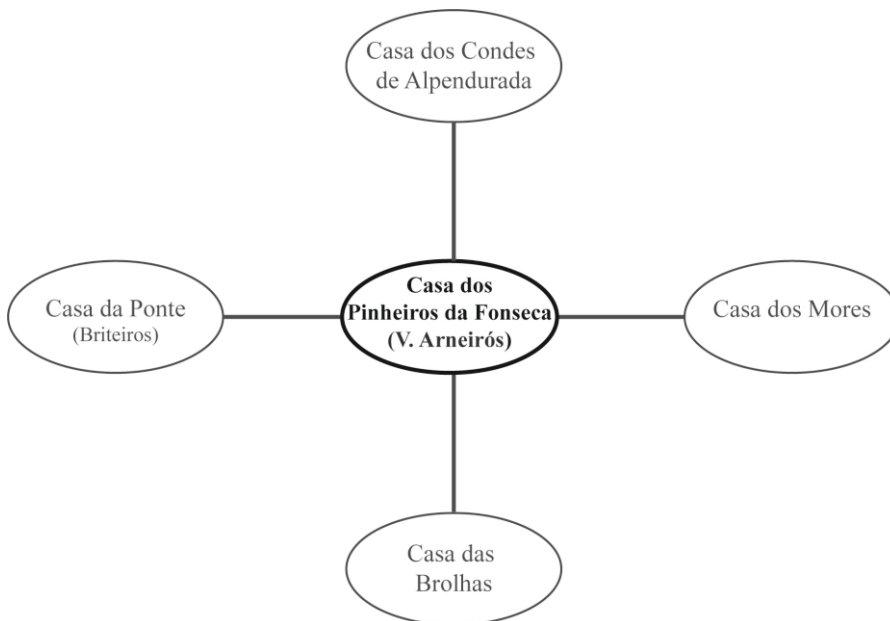 Casa dos Condes
de Alpendurada
Casa da Ponte
(Briteiros)
Casa dos
Pinheiros da Fonseca
(V. Arneirós)
Casa dos Mores
Casa das
Brolhas